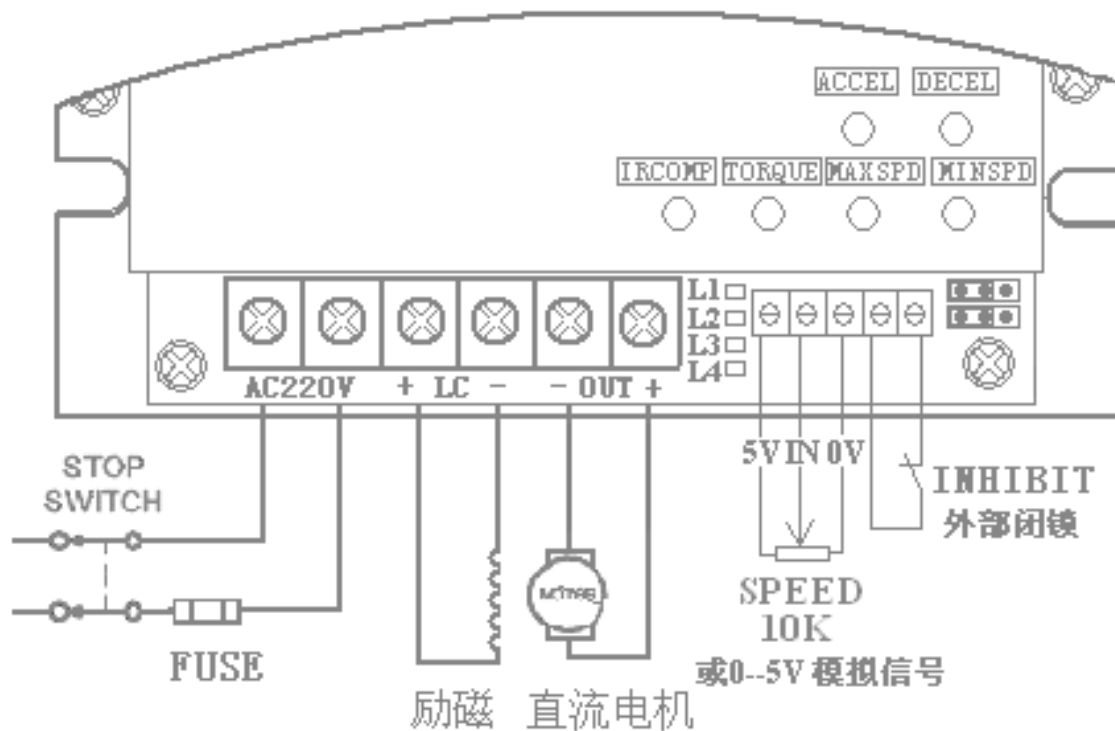 ACCEL DECEL
IRCOMP TORQUE MAXSPD MINSPD
L1
L2
L3
L4
AC220V + LC - - OUT +
5V IN 0V
STOP
SWITCH
INHIBIT
外部闭锁
MOTOR
SPEED
10K
FUSE
或0--5V 模拟信号
励磁 直流电机